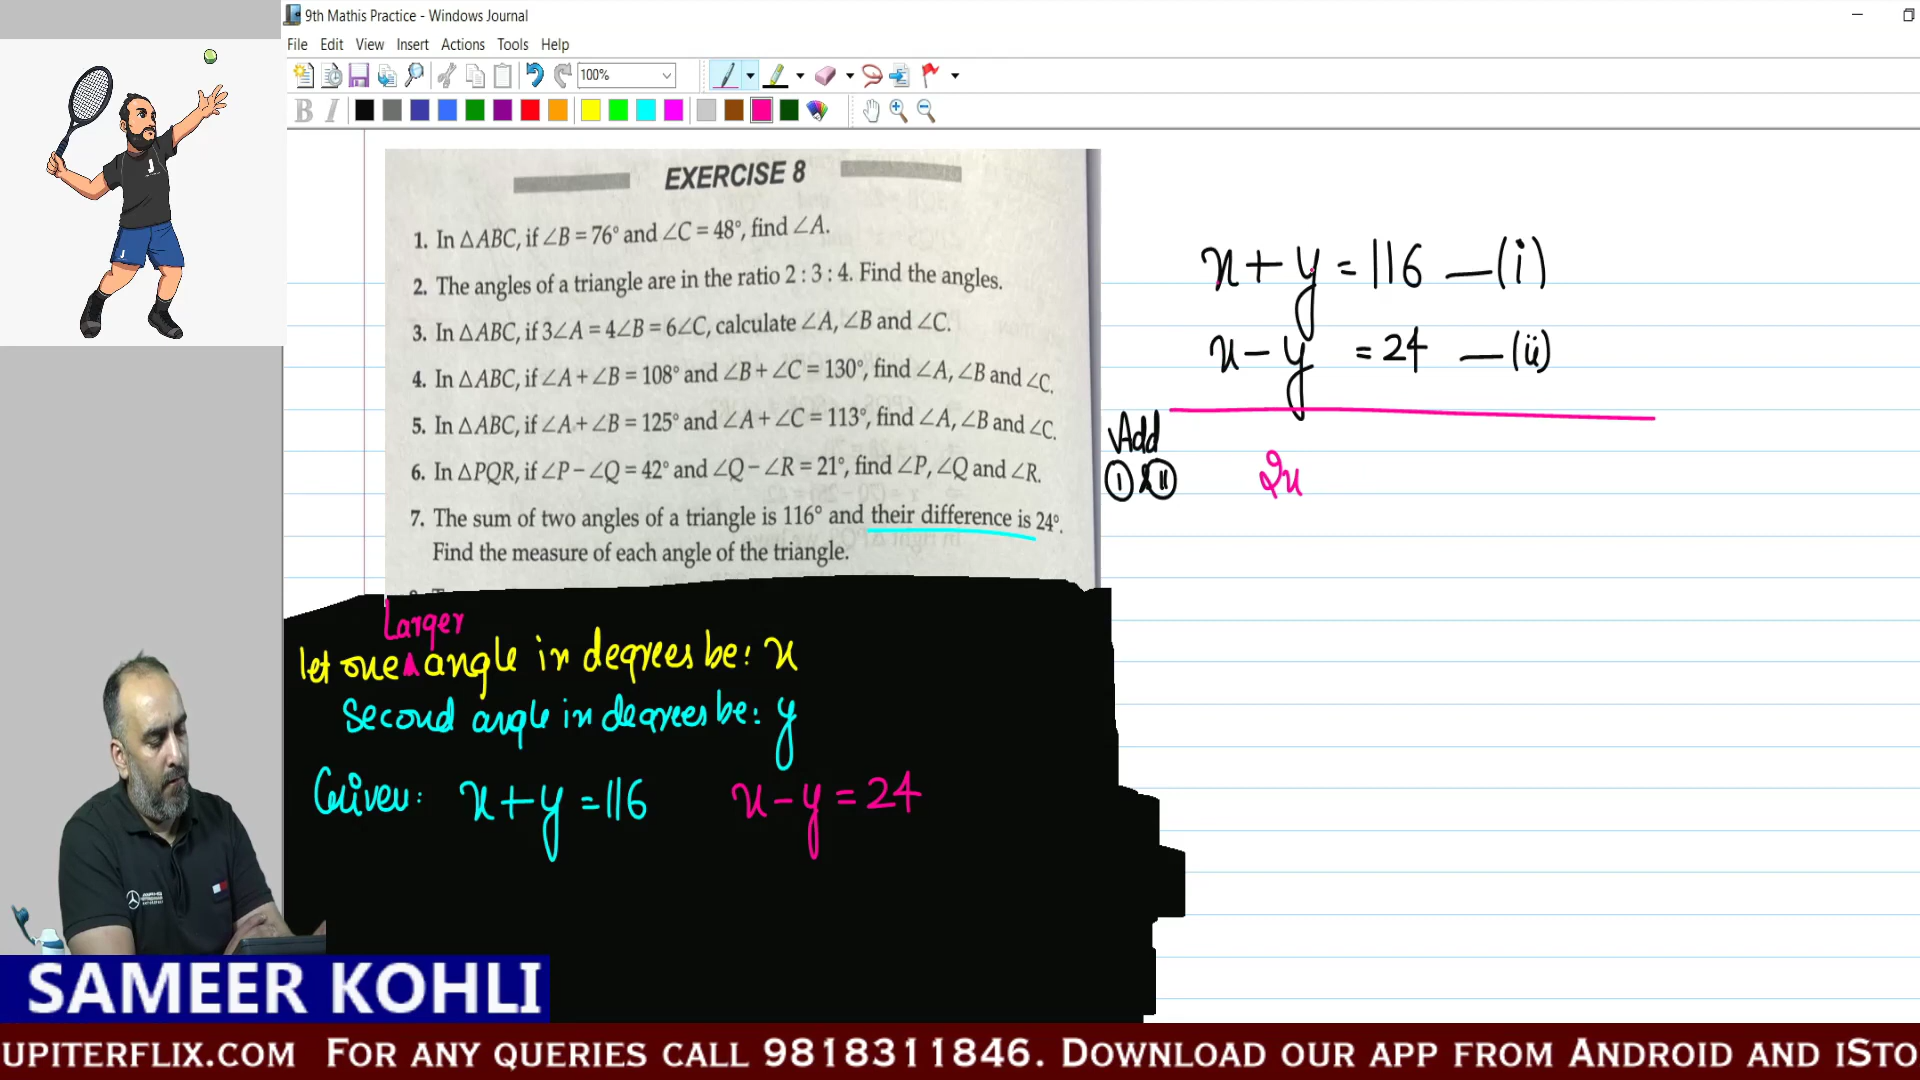 9th Mathis Practice - Windows Journal
File Edit View Insert Actions Tools Help
100%
B I
EXERCISE 8
1. In △ABC, if ∠B = 76° and ∠C = 48°, find ∠A.
2. The angles of a triangle are in the ratio 2 : 3 : 4. Find the angles.
3. In △ABC, if 3∠A = 4∠B = 6∠C, calculate ∠A, ∠B and ∠C.
4. In △ABC, if ∠A + ∠B = 108° and ∠B + ∠C = 130°, find ∠A, ∠B and ∠C.
5. In △ABC, if ∠A + ∠B = 125° and ∠A + ∠C = 113°, find ∠A, ∠B and ∠C.
6. In △PQR, if ∠P − ∠Q = 42° and ∠Q − ∠R = 21°, find ∠P, ∠Q and ∠R.
7. The sum of two angles of a triangle is 116° and their difference is 24°.
Find the measure of each angle of the triangle.
Larger
let one angle in degrees be: x
Second angle in degrees be: y
Given: x + y = 116 x − y = 24
x + y = 116 —(i)
x − y = 24 —(ii)
Add
(I) & (II)
2x
SAMEER KOHLI
UPITERFLIX.COM FOR ANY QUERIES CALL 9818311846. DOWNLOAD OUR APP FROM ANDROID AND iSTO